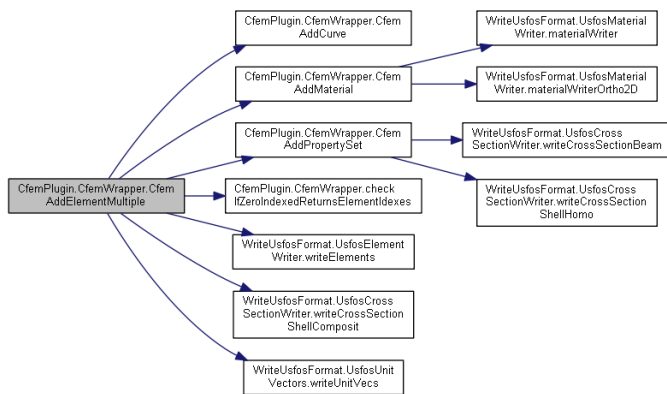 CfemPlugin.CfemWrapper.Cfem
AddElementMultiple
CfemPlugin.CfemWrapper.Cfem
AddCurve
CfemPlugin.CfemWrapper.Cfem
AddMaterial
CfemPlugin.CfemWrapper.Cfem
AddPropertySet
CfemPlugin.CfemWrapper.check
IfZeroIndexedReturnsElementIdexes
WriteUsfosFormat.UsfosElement
Writer.writeElements
WriteUsfosFormat.UsfosCross
SectionWriter.writeCrossSection
ShellComposit
WriteUsfosFormat.UsfosUnit
Vectors.writeUnitVecs
WriteUsfosFormat.UsfosMaterial
Writer.materialWriter
WriteUsfosFormat.UsfosMaterial
Writer.materialWriterOrtho2D
WriteUsfosFormat.UsfosCross
SectionWriter.writeCrossSectionBeam
WriteUsfosFormat.UsfosCross
SectionWriter.writeCrossSection
ShellHomo